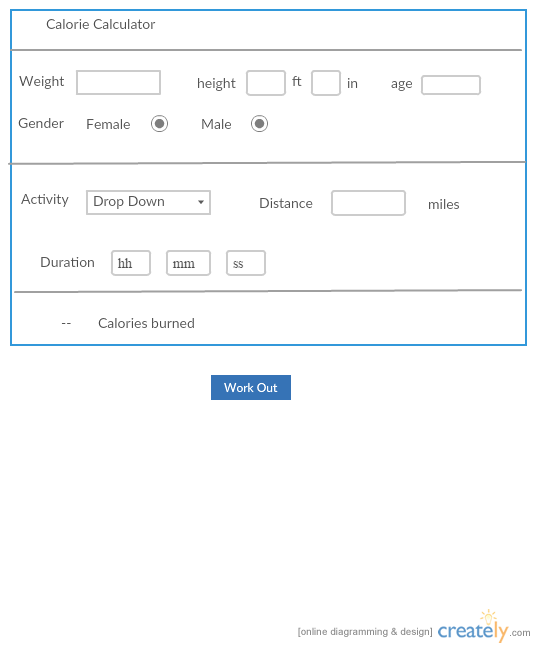 Calorie Calculator
Weight height ft in age
Gender Female Male
Activity Drop Down Distance miles
Duration hh mm ss
-- Calories burned
Work Out
[online diagramming & design] creately.com